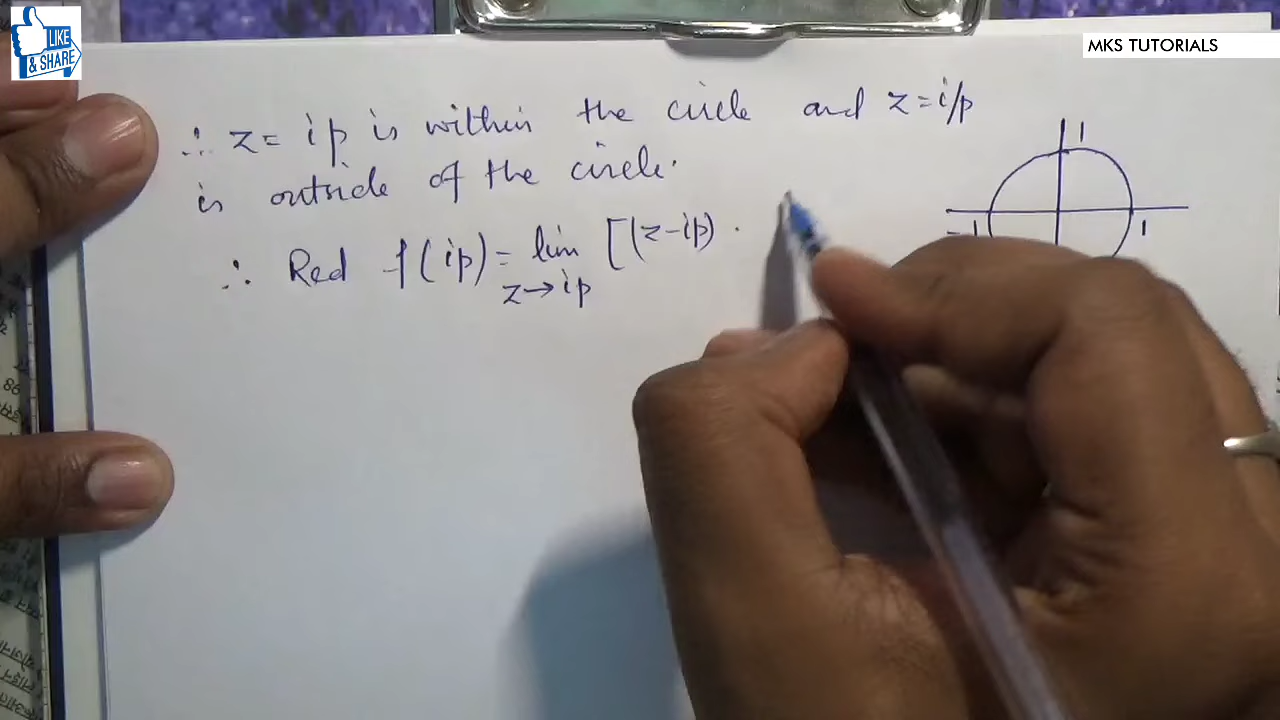 LIKE
& SHARE
MKS TUTORIALS
∴ z = ip is within the circle and z = i/p
is outside of the circle.
∴ Red f(ip) = lim [(z-ip) .
z→ip
1
-1
1